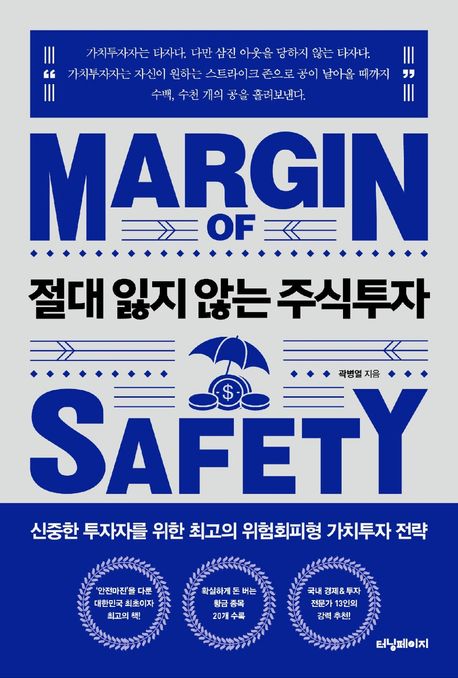 가치투자자는 타자다. 다만 삼진 아웃을 당하지 않는 타자다.
“ 가치투자자는 자신이 원하는 스트라이크 존으로 공이 날아올 때까지 ”
수백, 수천 개의 공을 흘려보낸다.
MARGIN
OF
절대 잃지 않는 주식투자
곽병열 지음
$
SAFETY
신중한 투자자를 위한 최고의 위험회피형 가치투자 전략
‘안전마진’을 다룬
대한민국 최초이자
최고의 책!
확실하게 돈 버는
황금 종목
20개 수록
국내 경제&투자
전문가 13인의
강력 추천!
터닝페이지